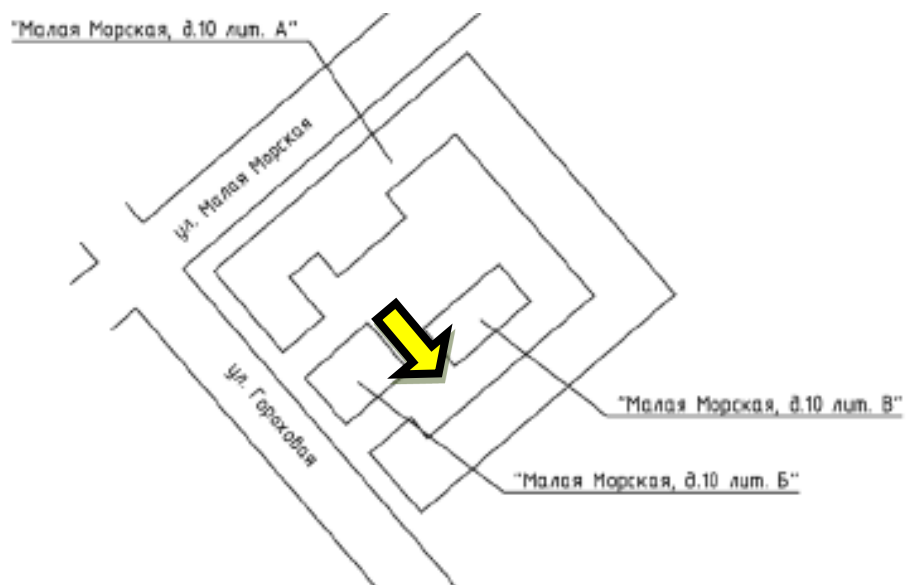 "Малая Морская, д.10 лит. А"
ул. Малая Морская
ул. Гороховая
"Малая Морская, д.10 лит. В"
"Малая Морская, д.10 лит. Б"